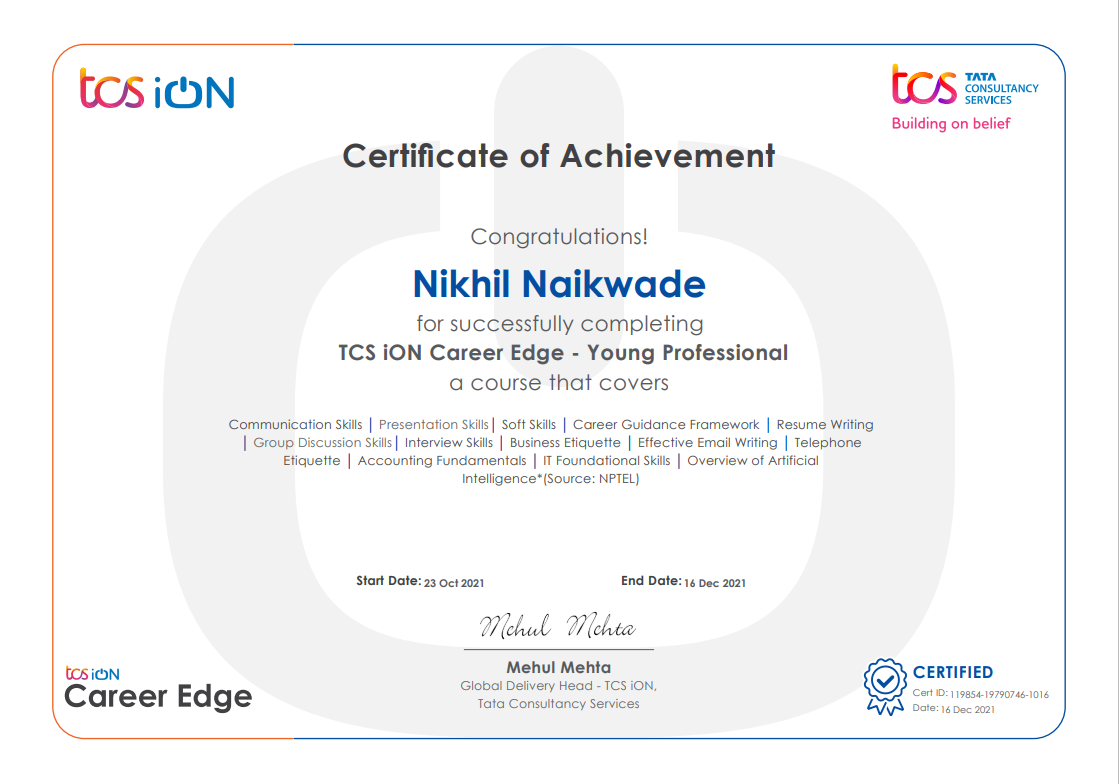 tcs iON
tcs TATA
CONSULTANCY
SERVICES
Building on belief
Certificate of Achievement
Congratulations!
Nikhil Naikwade
for successfully completing
TCS iON Career Edge - Young Professional
a course that covers
Communication Skills | Presentation Skills| Soft Skills | Career Guidance Framework | Resume Writing
| Group Discussion Skills| Interview Skills | Business Etiquette | Effective Email Writing | Telephone
Etiquette | Accounting Fundamentals | IT Foundational Skills | Overview of Artificial
Intelligence*(Source: NPTEL)
Start Date: 23 Oct 2021 End Date: 16 Dec 2021
Mehul Mehta
Mehul Mehta
Global Delivery Head - TCS iON,
Tata Consultancy Services
tcs iON
Career Edge
CERTIFIED
Cert ID: 119854-19790746-1016
Date: 16 Dec 2021